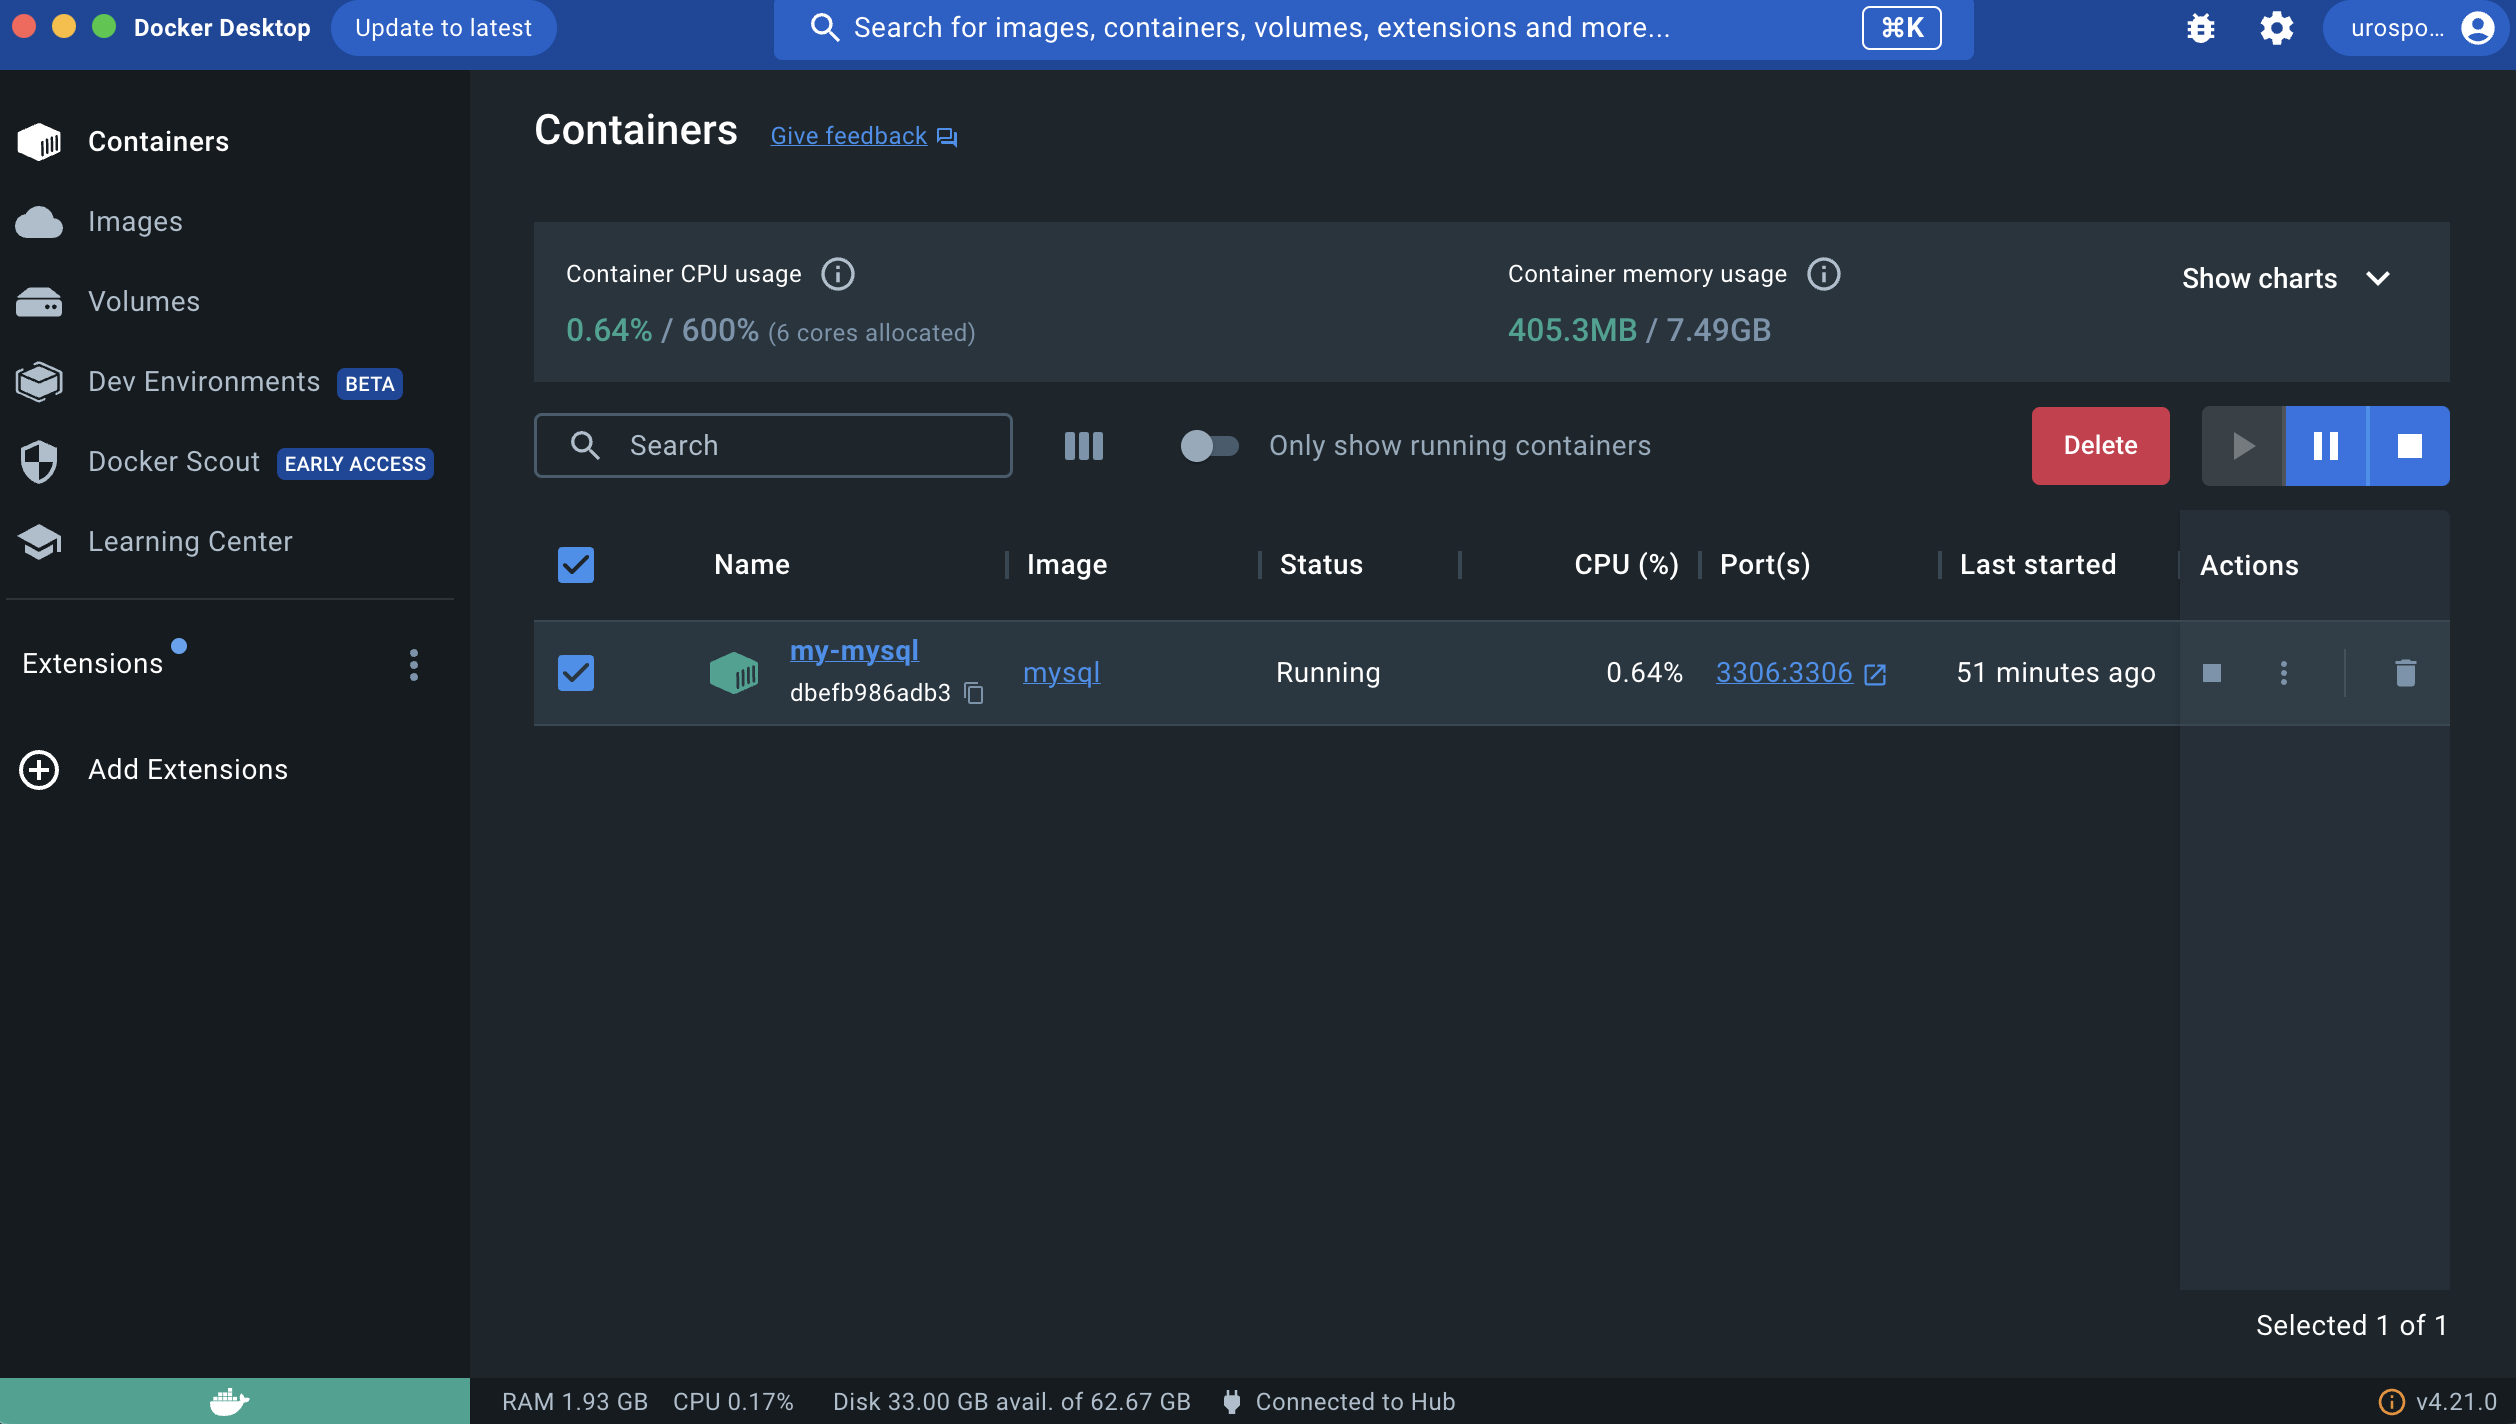 Docker Desktop Update to latest Search for images, containers, volumes, extensions and more... ⌘K urospo...
Containers
Images
Volumes
Dev Environments BETA
Docker Scout EARLY ACCESS
Learning Center
Extensions
Add Extensions
Containers Give feedback
Container CPU usage
0.64% / 600% (6 cores allocated)
Container memory usage
405.3MB / 7.49GB
Show charts
Search Only show running containers Delete
Name Image Status CPU (%) Port(s) Last started Actions
my-mysql
dbefb986adb3
mysql Running 0.64% 3306:3306 51 minutes ago
Selected 1 of 1
RAM 1.93 GB CPU 0.17% Disk 33.00 GB avail. of 62.67 GB Connected to Hub v4.21.0